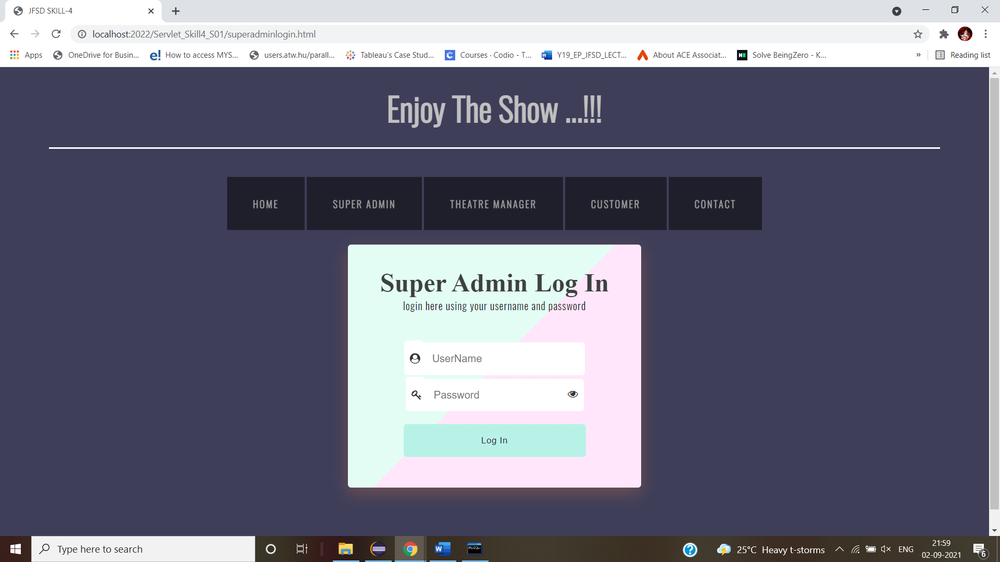 JFSD SKILL-4
localhost:2022/Servlet_Skill4_S01/superadminlogin.html
Apps
OneDrive for Busin...
e! How to access MYS...
users.atw.hu/parall...
Tableau's Case Stud...
C Courses · Codio - T...
W Y19_EP_JFSD_LECT...
About ACE Associat...
Solve BeingZero - K...
»
Reading list
Enjoy The Show ...!!!
HOME
SUPER ADMIN
THEATRE MANAGER
CUSTOMER
CONTACT
Super Admin Log In
login here using your username and password
UserName
Password
Log In
Type here to search
W
MySQL
?
25°C Heavy t-storms
ENG
21:59
02-09-2021
6